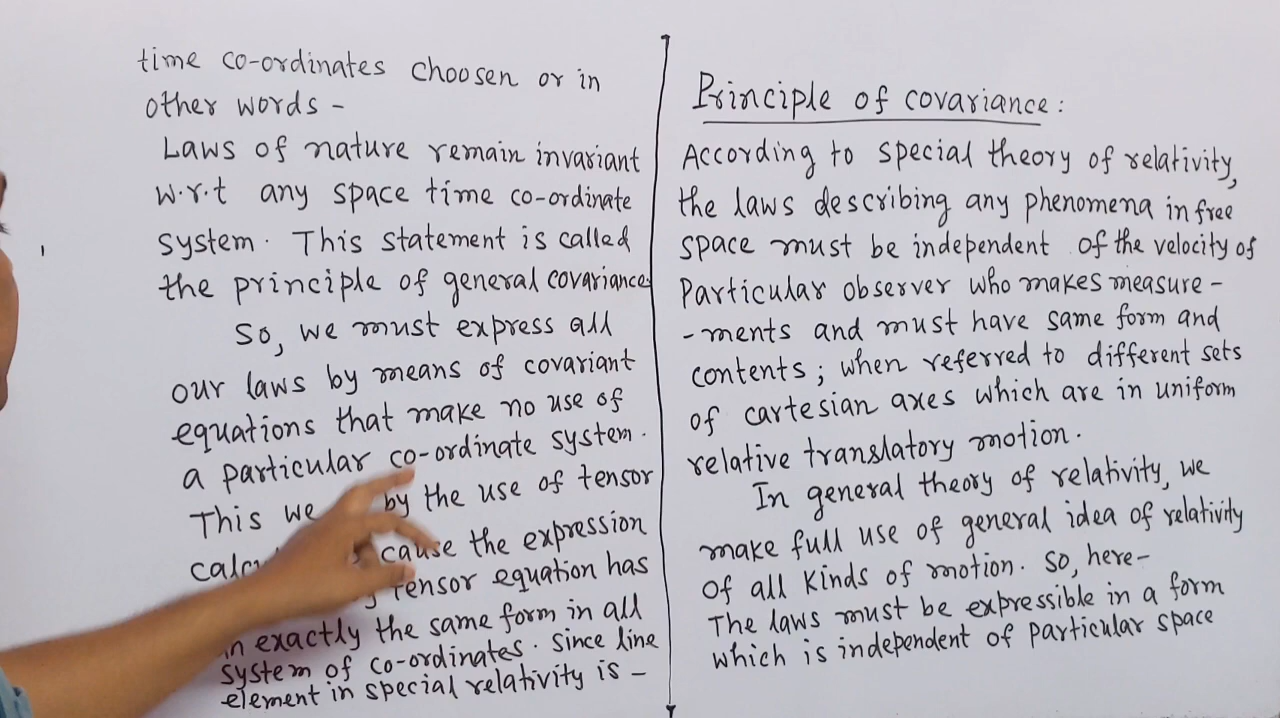 Principle of covariance:
According to special theory of relativity,
the laws describing any phenomena in free
space must be independent of the velocity of
Particular observer who makes measure-
-ments and must have same form and
contents; when referred to different sets
of cartesian axes which are in uniform
relative translatory motion.
In general theory of relativity, we
make full use of general idea of relativity
of all kinds of motion. So, here-
The laws must be expressible in a form
which is independent of particular space
time co-ordinates choosen or in
other words -
Laws of nature remain invariant
w.r.t any space time co-ordinate
system. This statement is called
the principle of general covariance.
So, we must express all
our laws by means of covariant
equations that make no use of
a particular co-ordinate system.
This we by the use of tensor
cause the expression
tensor equation has
in exactly the same form in all
system of co-ordinates. Since line
element in special relativity is -